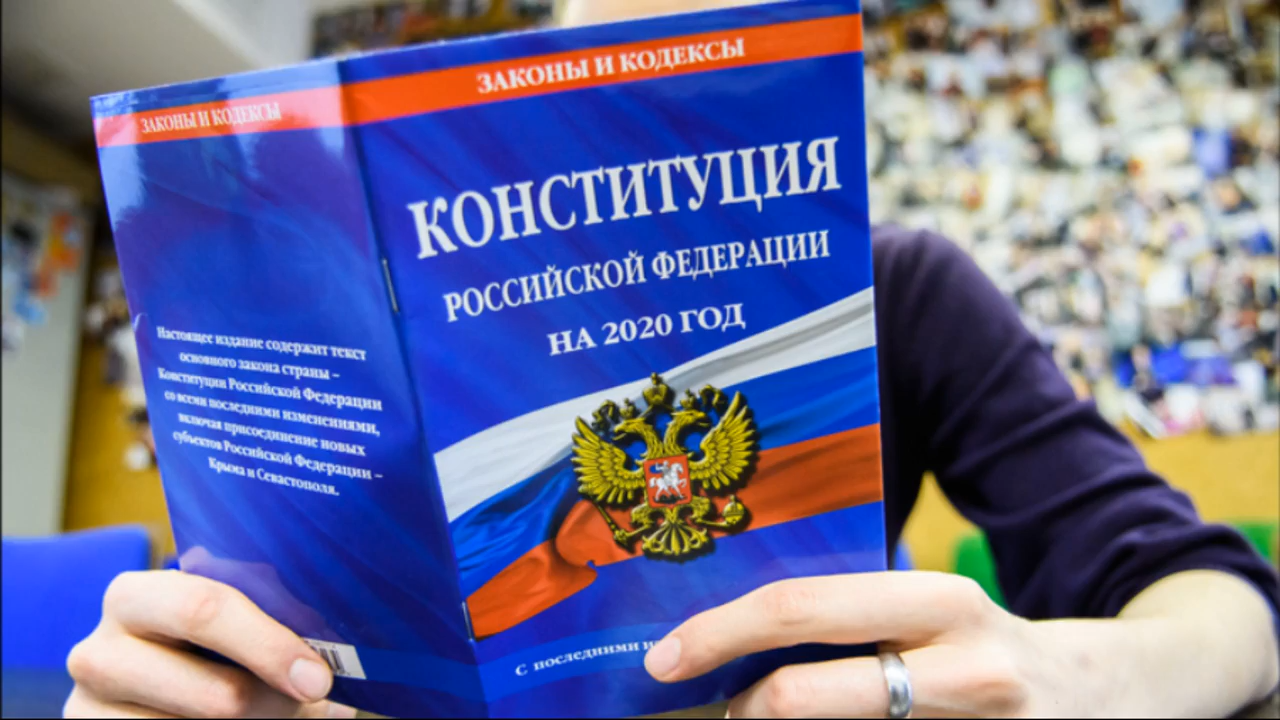 ЗАКОНЫ И КОДЕКСЫ
Настоящее издание содержит текст
основного закона страны –
Конституции Российской Федерации
со всеми последними изменениями,
включая присоединение новых
субъектов Российской Федерации –
Крыма и Севастополя.
ЗАКОНЫ И КОДЕКСЫ
КОНСТИТУЦИЯ
РОССИЙСКОЙ ФЕДЕРАЦИИ
НА 2020 ГОД
С последними